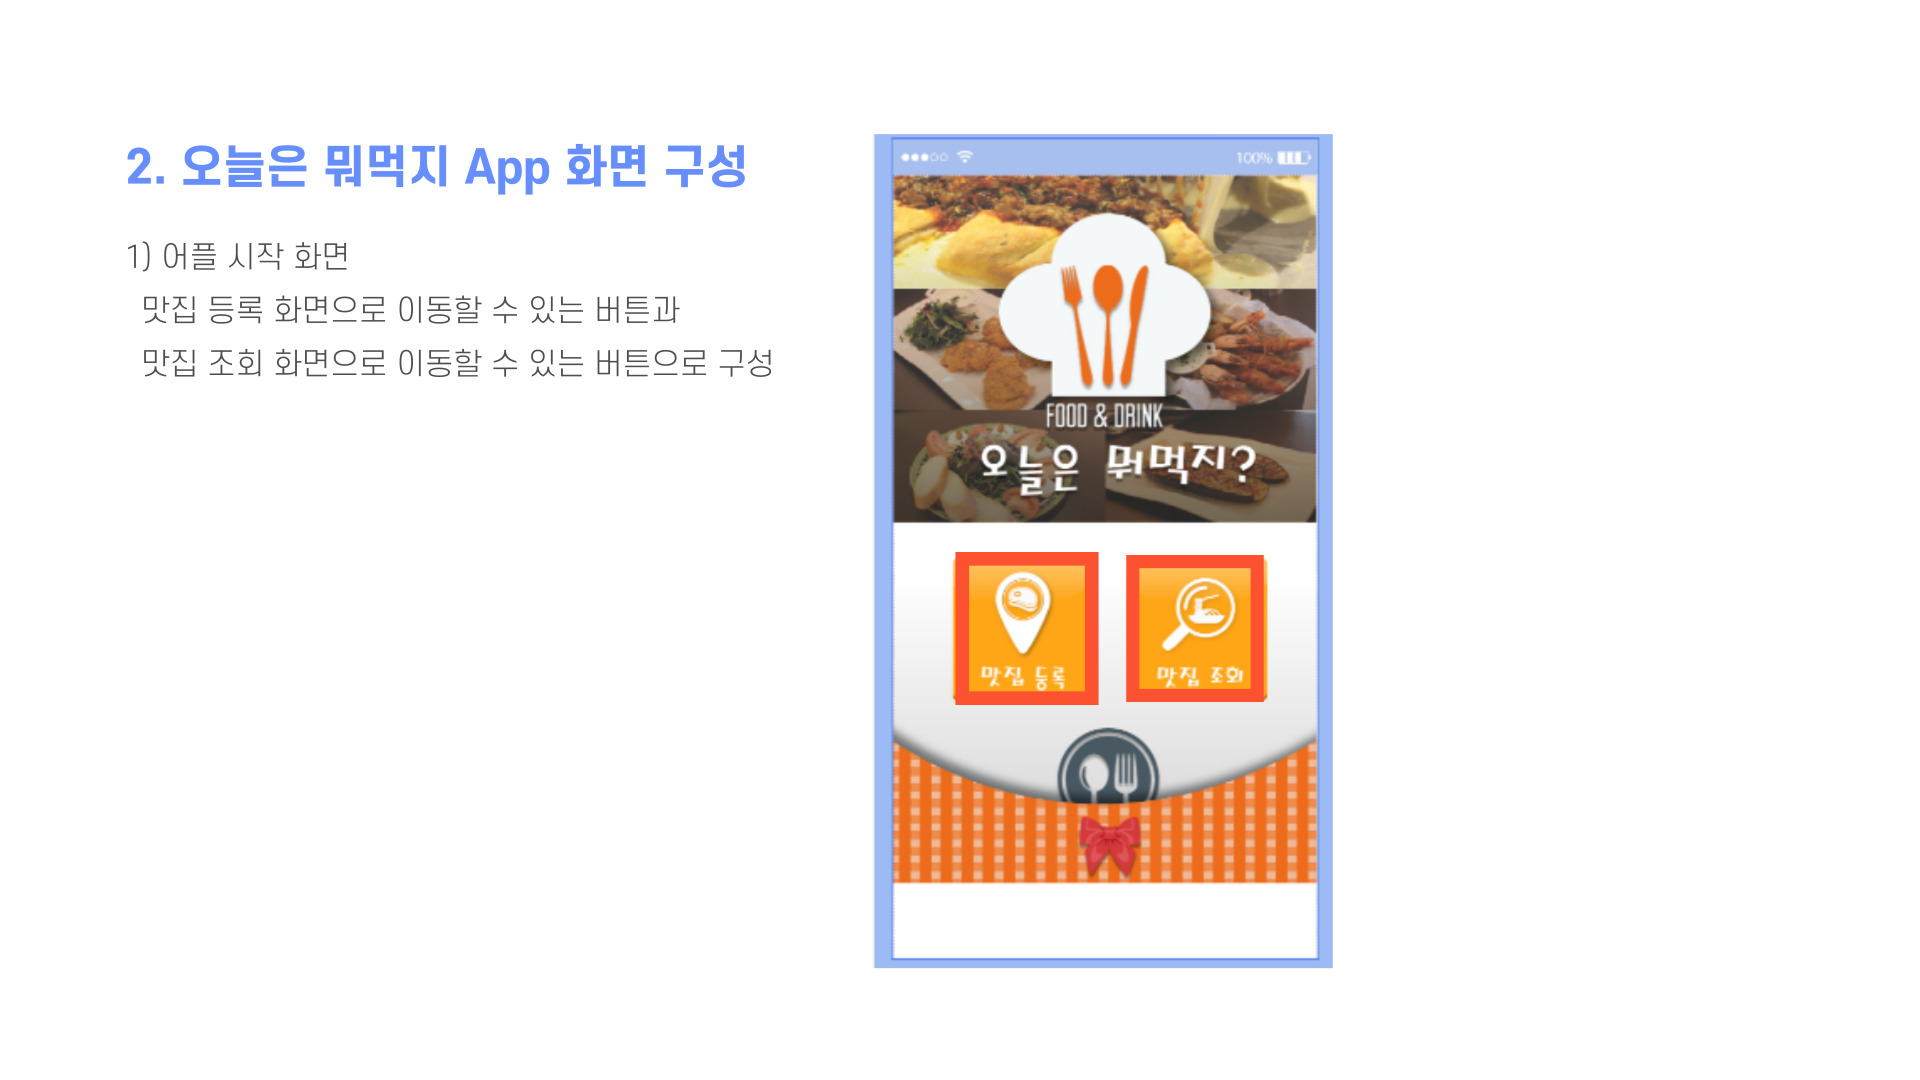 2. 오늘은 뭐먹지 App 화면 구성
1) 어플 시작 화면
맛집 등록 화면으로 이동할 수 있는 버튼과
맛집 조회 화면으로 이동할 수 있는 버튼으로 구성
100%
FOOD & DRINK
오늘은 뭐먹지?
맛집 등록
맛집 조회